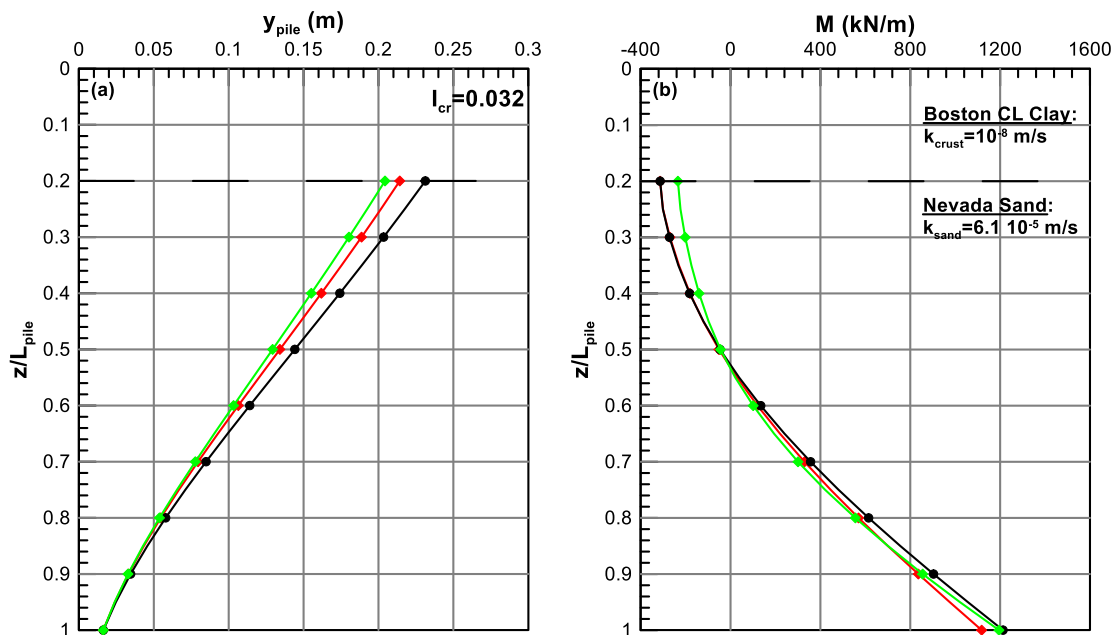 y_pile (m)
0 0.05 0.1 0.15 0.2 0.25 0.3
0
0.1
0.2
0.3
0.4
0.5
0.6
0.7
0.8
0.9
1
z/L_pile
(a)
I_cr=0.032
M (kN/m)
-400 0 400 800 1200 1600
0
0.1
0.2
0.3
0.4
0.5
0.6
0.7
0.8
0.9
1
z/L_pile
(b)
Boston CL Clay:
k_crust=10^-8 m/s
Nevada Sand:
k_sand=6.1 10^-5 m/s